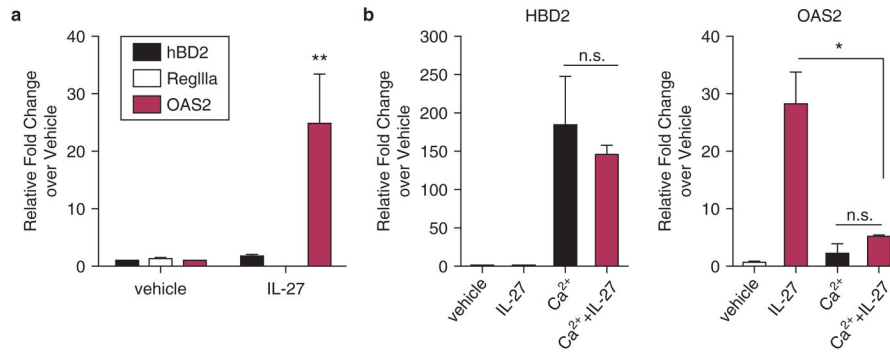 a
Relative Fold Change
over Vehicle
40
30
20
10
0
hBD2
RegIIIa
OAS2
**
vehicle
IL-27
b
HBD2
Relative Fold Change
over Vehicle
300
250
200
150
100
50
0
n.s.
vehicle
IL-27
Ca²⁺
Ca²⁺+IL-27
OAS2
Relative Fold Change
over Vehicle
40
30
20
10
0
*
n.s.
vehicle
IL-27
Ca²⁺
Ca²⁺+IL-27